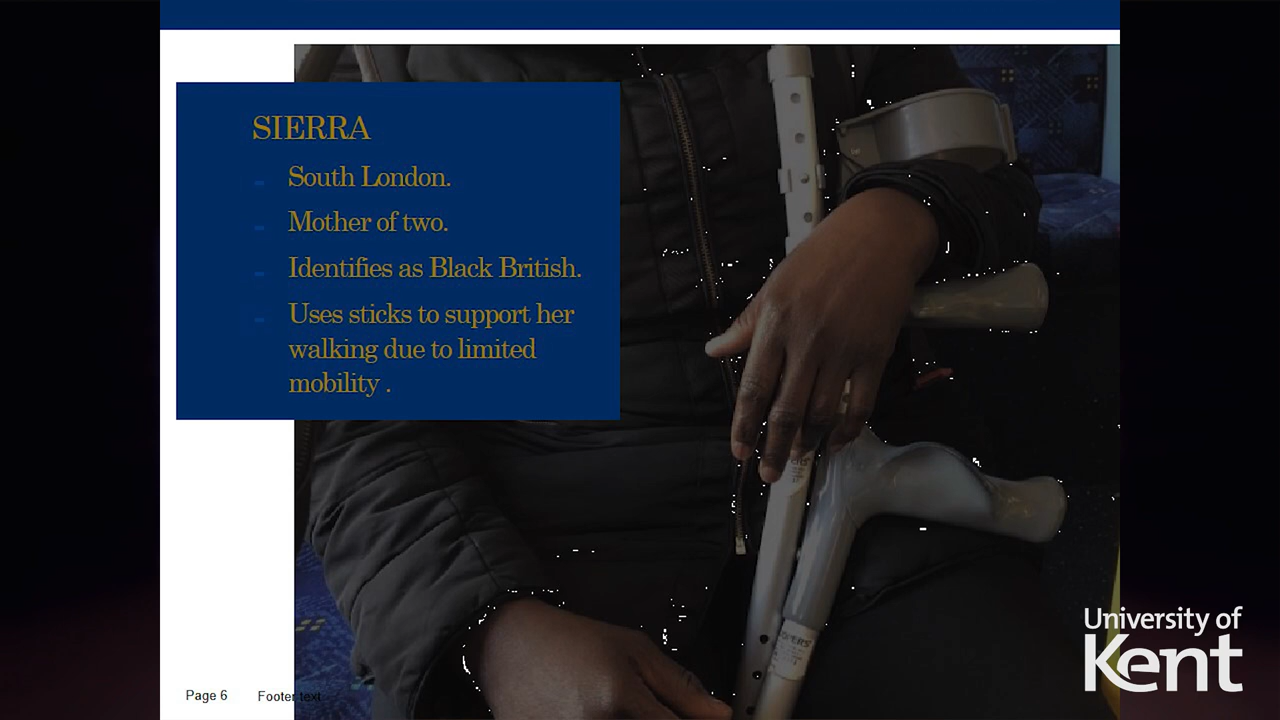 SIERRA
South London.
Mother of two.
Identifies as Black British.
Uses sticks to support her
walking due to limited
mobility .
Page 6
Footer text
University of
Kent